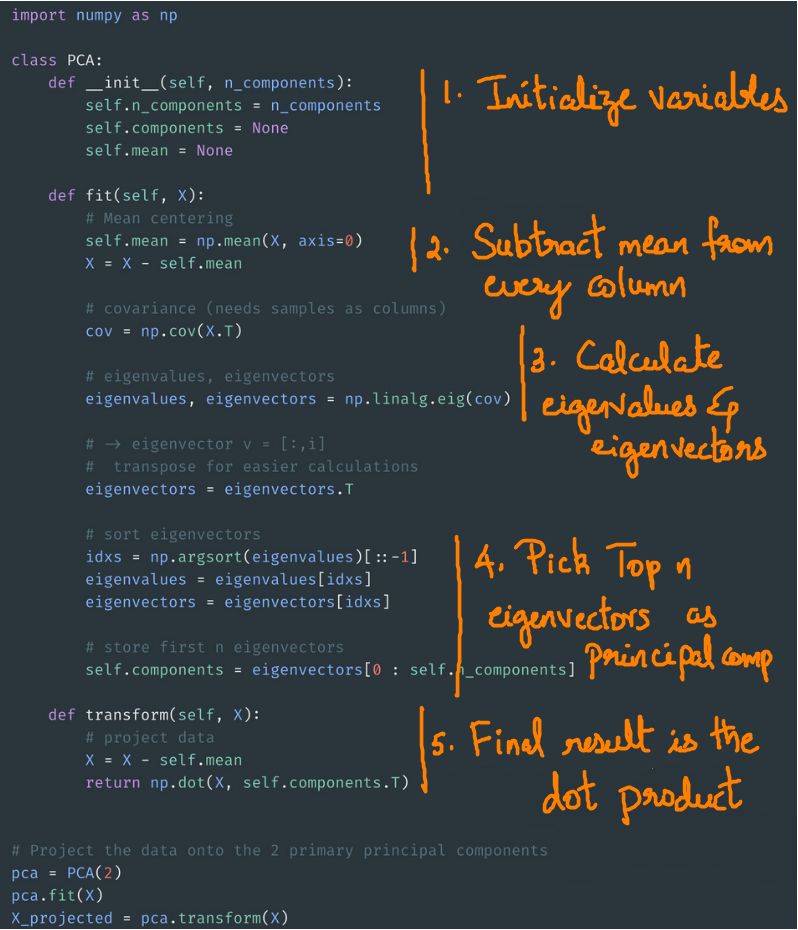 import numpy as np
class PCA:
def __init__(self, n_components):
self.n_components = n_components
self.components = None
self.mean = None
1. Initialize variables
def fit(self, X):
# Mean centering
self.mean = np.mean(X, axis=0)
X = X - self.mean
2. Subtract mean from
every column
# covariance (needs samples as columns)
cov = np.cov(X.T)
# eigenvalues, eigenvectors
eigenvalues, eigenvectors = np.linalg.eig(cov)
3. Calculate
eigenvalues &
eigenvectors
# → eigenvector v = [:,i]
#  transpose for easier calculations
eigenvectors = eigenvectors.T
# sort eigenvectors
idxs = np.argsort(eigenvalues)[::-1]
eigenvalues = eigenvalues[idxs]
eigenvectors = eigenvectors[idxs]
# store first n eigenvectors
self.components = eigenvectors[0 : self.n_components]
4. Pick Top n
eigenvectors as
principal comp
def transform(self, X):
# project data
X = X - self.mean
return np.dot(X, self.components.T)
5. Final result is the
dot product
# Project the data onto the 2 primary principal components
pca = PCA(2)
pca.fit(X)
X_projected = pca.transform(X)